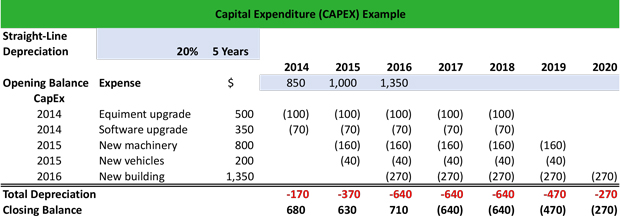 Capital Expenditure (CAPEX) Example
Straight-Line
Depreciation 20% 5 Years
2014 2015 2016 2017 2018 2019 2020
Opening Balance Expense $ 850 1,000 1,350
CapEx
2014 Equiment upgrade 500 (100) (100) (100) (100) (100)
2014 Software upgrade 350 (70) (70) (70) (70) (70)
2015 New machinery 800 (160) (160) (160) (160) (160)
2015 New vehicles 200 (40) (40) (40) (40) (40)
2016 New building 1,350 (270) (270) (270) (270) (270)
Total Depreciation -170 -370 -640 -640 -640 -470 -270
Closing Balance 680 630 710 (640) (640) (470) (270)